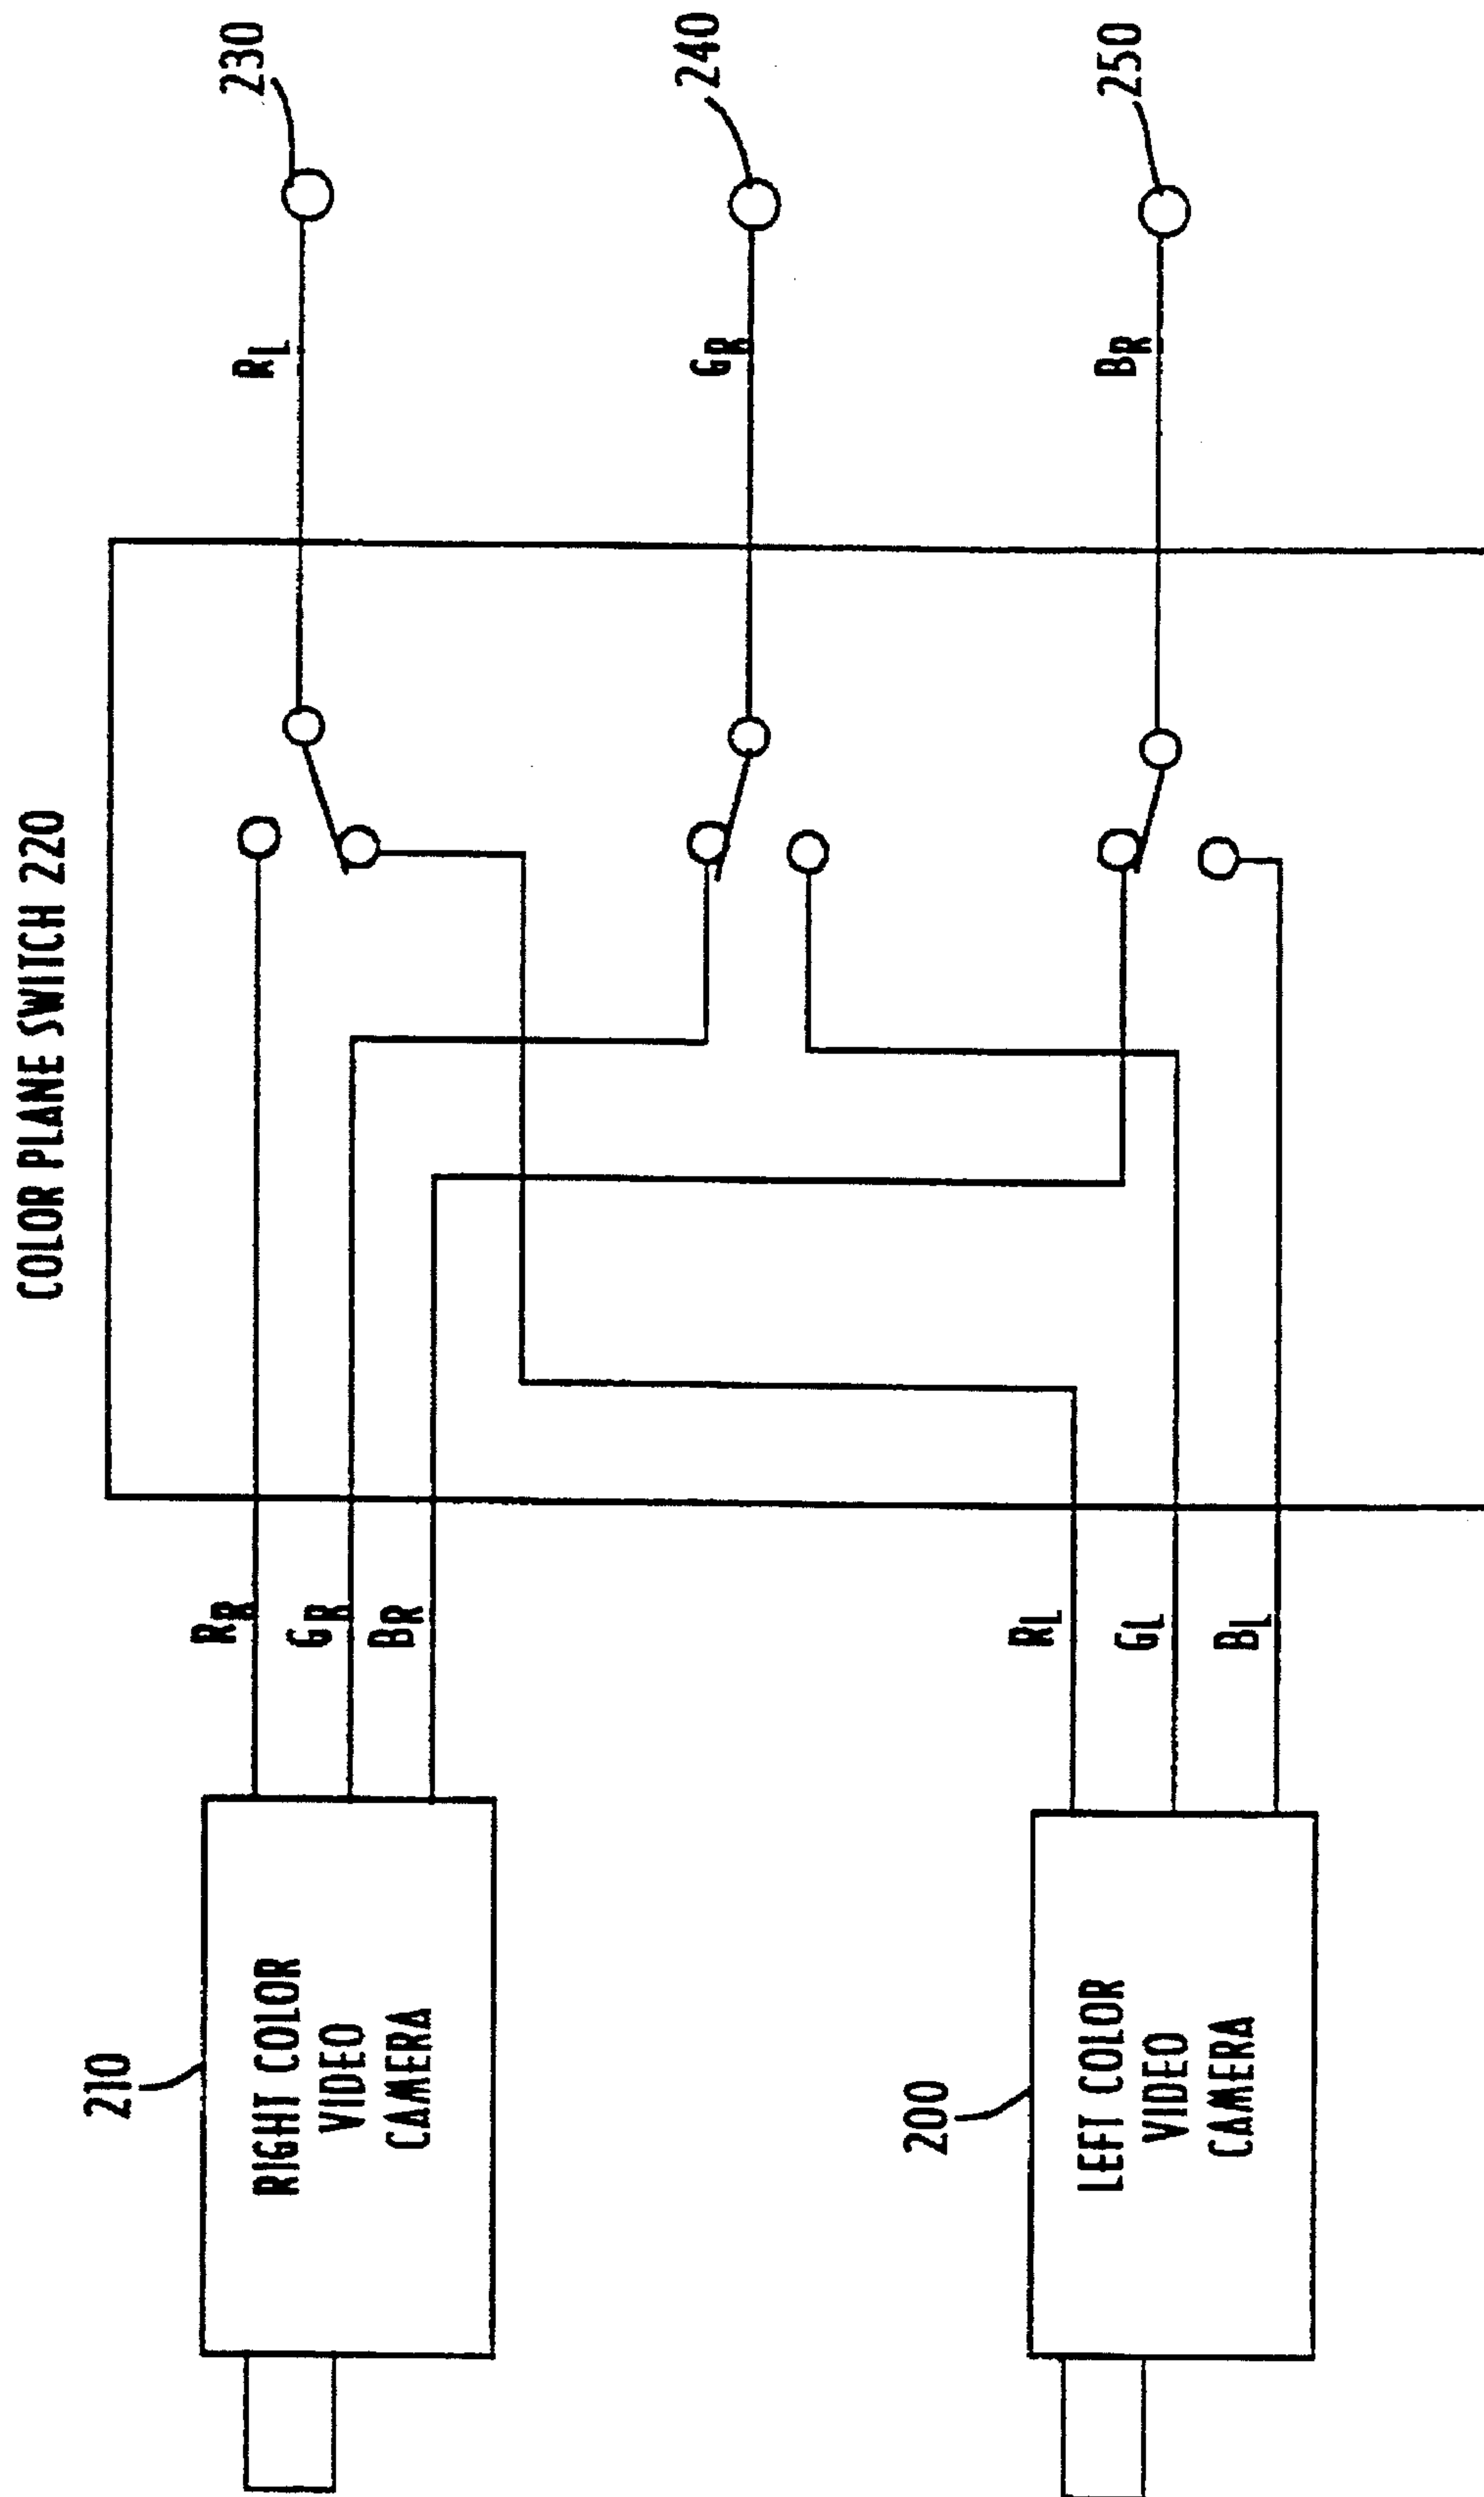 COLOR PLANE SWITCH 220
210
RIGHT COLOR
VIDEO
CAMERA
RR
GR
BR
RL
230
GR
240
BR
250
200
LEFT COLOR
VIDEO
CAMERA
RL
GL
BL